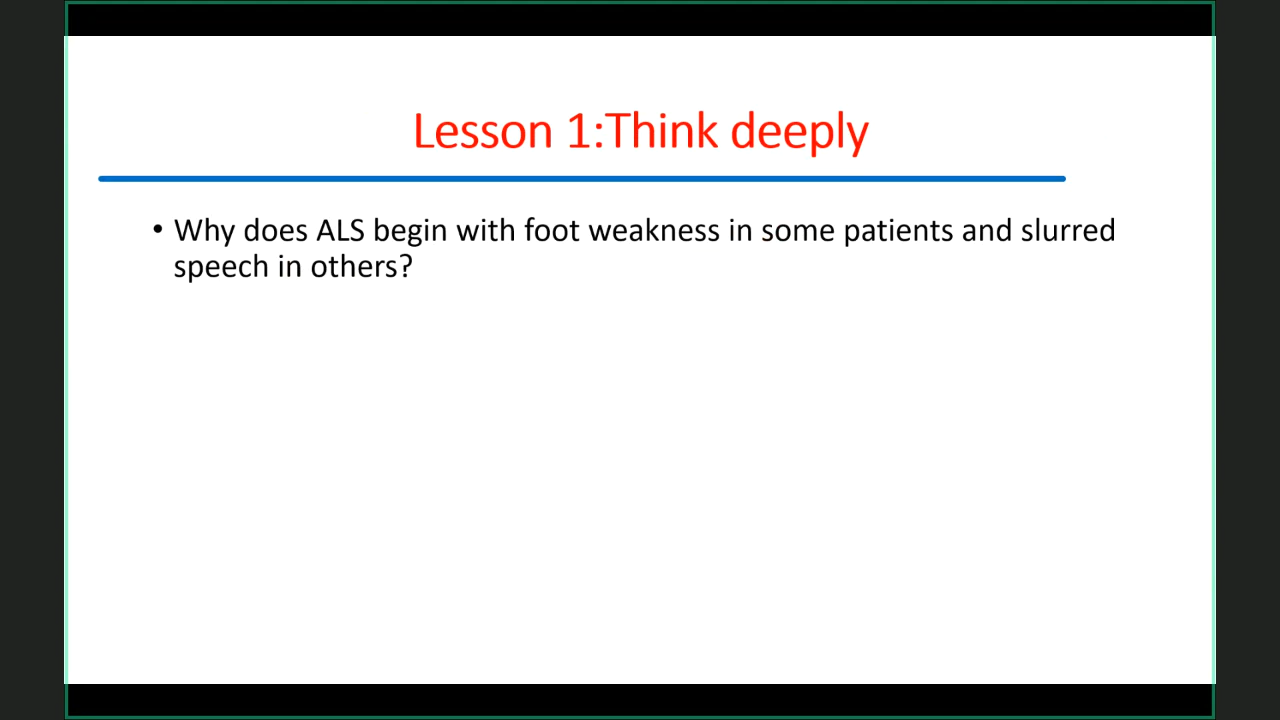 Lesson 1:Think deeply
• Why does ALS begin with foot weakness in some patients and slurred
speech in others?